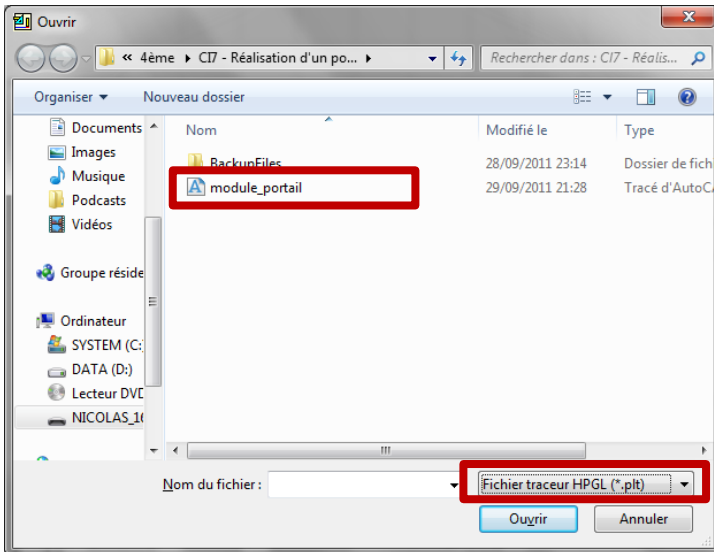 Ouvrir
« 4ème ▸ CI7 - Réalisation d'un po... ▸
Rechercher dans : CI7 - Réalis...
Organiser Nouveau dossier
Nom Modifié le Type
Documents
Images
Musique
Podcasts
Vidéos
Groupe réside
Ordinateur
SYSTEM (C:
DATA (D:)
Lecteur DVD
NICOLAS_16
BackupFiles 28/09/2011 23:14 Dossier de fich
module_portail 29/09/2011 21:28 Tracé d'AutoCA
Nom du fichier : Fichier traceur HPGL (*.plt)
Ouvrir Annuler